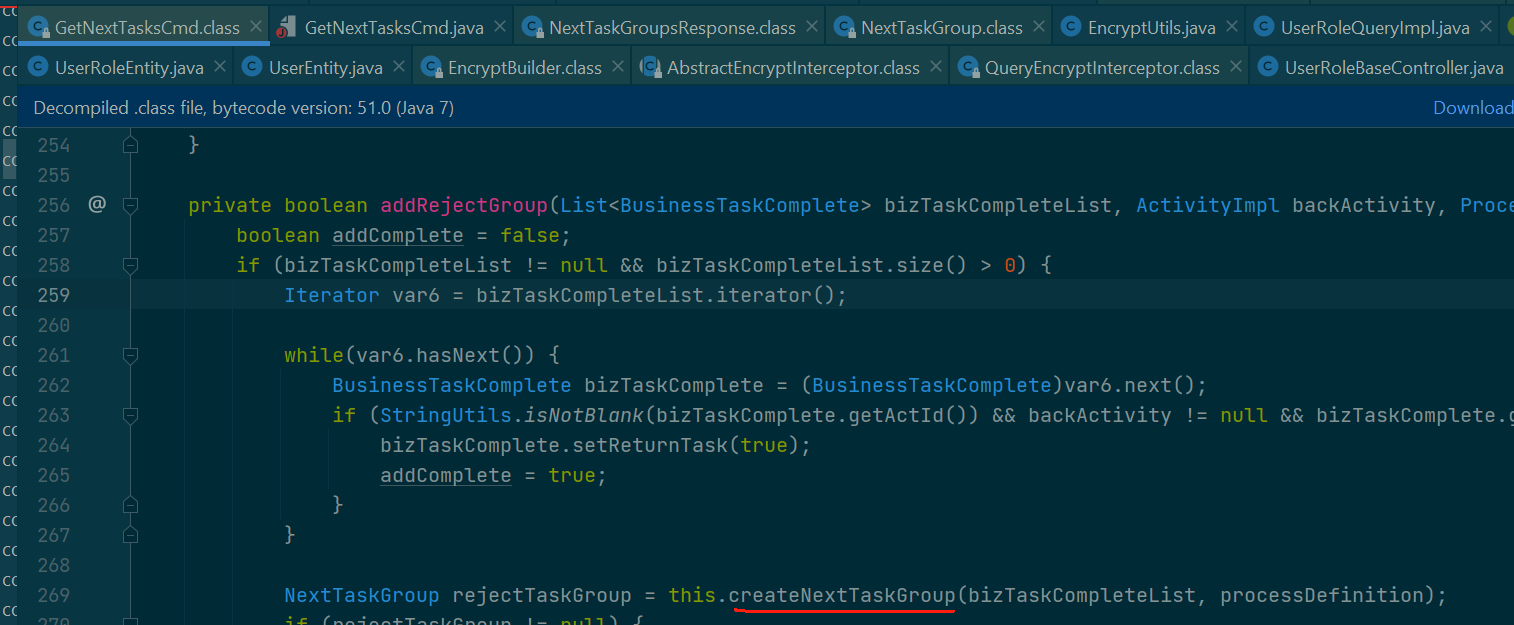 GetNextTasksCmd.class GetNextTasksCmd.java NextTaskGroupsResponse.class NextTaskGroup.class EncryptUtils.java UserRoleQueryImpl.java
UserRoleEntity.java UserEntity.java EncryptBuilder.class AbstractEncryptInterceptor.class QueryEncryptInterceptor.class UserRoleBaseController.java
Decompiled .class file, bytecode version: 51.0 (Java 7) Download
254 }
255
256 @ private boolean addRejectGroup(List<BusinessTaskComplete> bizTaskCompleteList, ActivityImpl backActivity, Proce
257 boolean addComplete = false;
258 if (bizTaskCompleteList != null && bizTaskCompleteList.size() > 0) {
259 Iterator var6 = bizTaskCompleteList.iterator();
260
261 while(var6.hasNext()) {
262 BusinessTaskComplete bizTaskComplete = (BusinessTaskComplete)var6.next();
263 if (StringUtils.isNotBlank(bizTaskComplete.getActId()) && backActivity != null && bizTaskComplete.g
264 bizTaskComplete.setReturnTask(true);
265 addComplete = true;
266 }
267 }
268
269 NextTaskGroup rejectTaskGroup = this.createNextTaskGroup(bizTaskCompleteList, processDefinition);
270 if (rejectTaskGroup != null) {